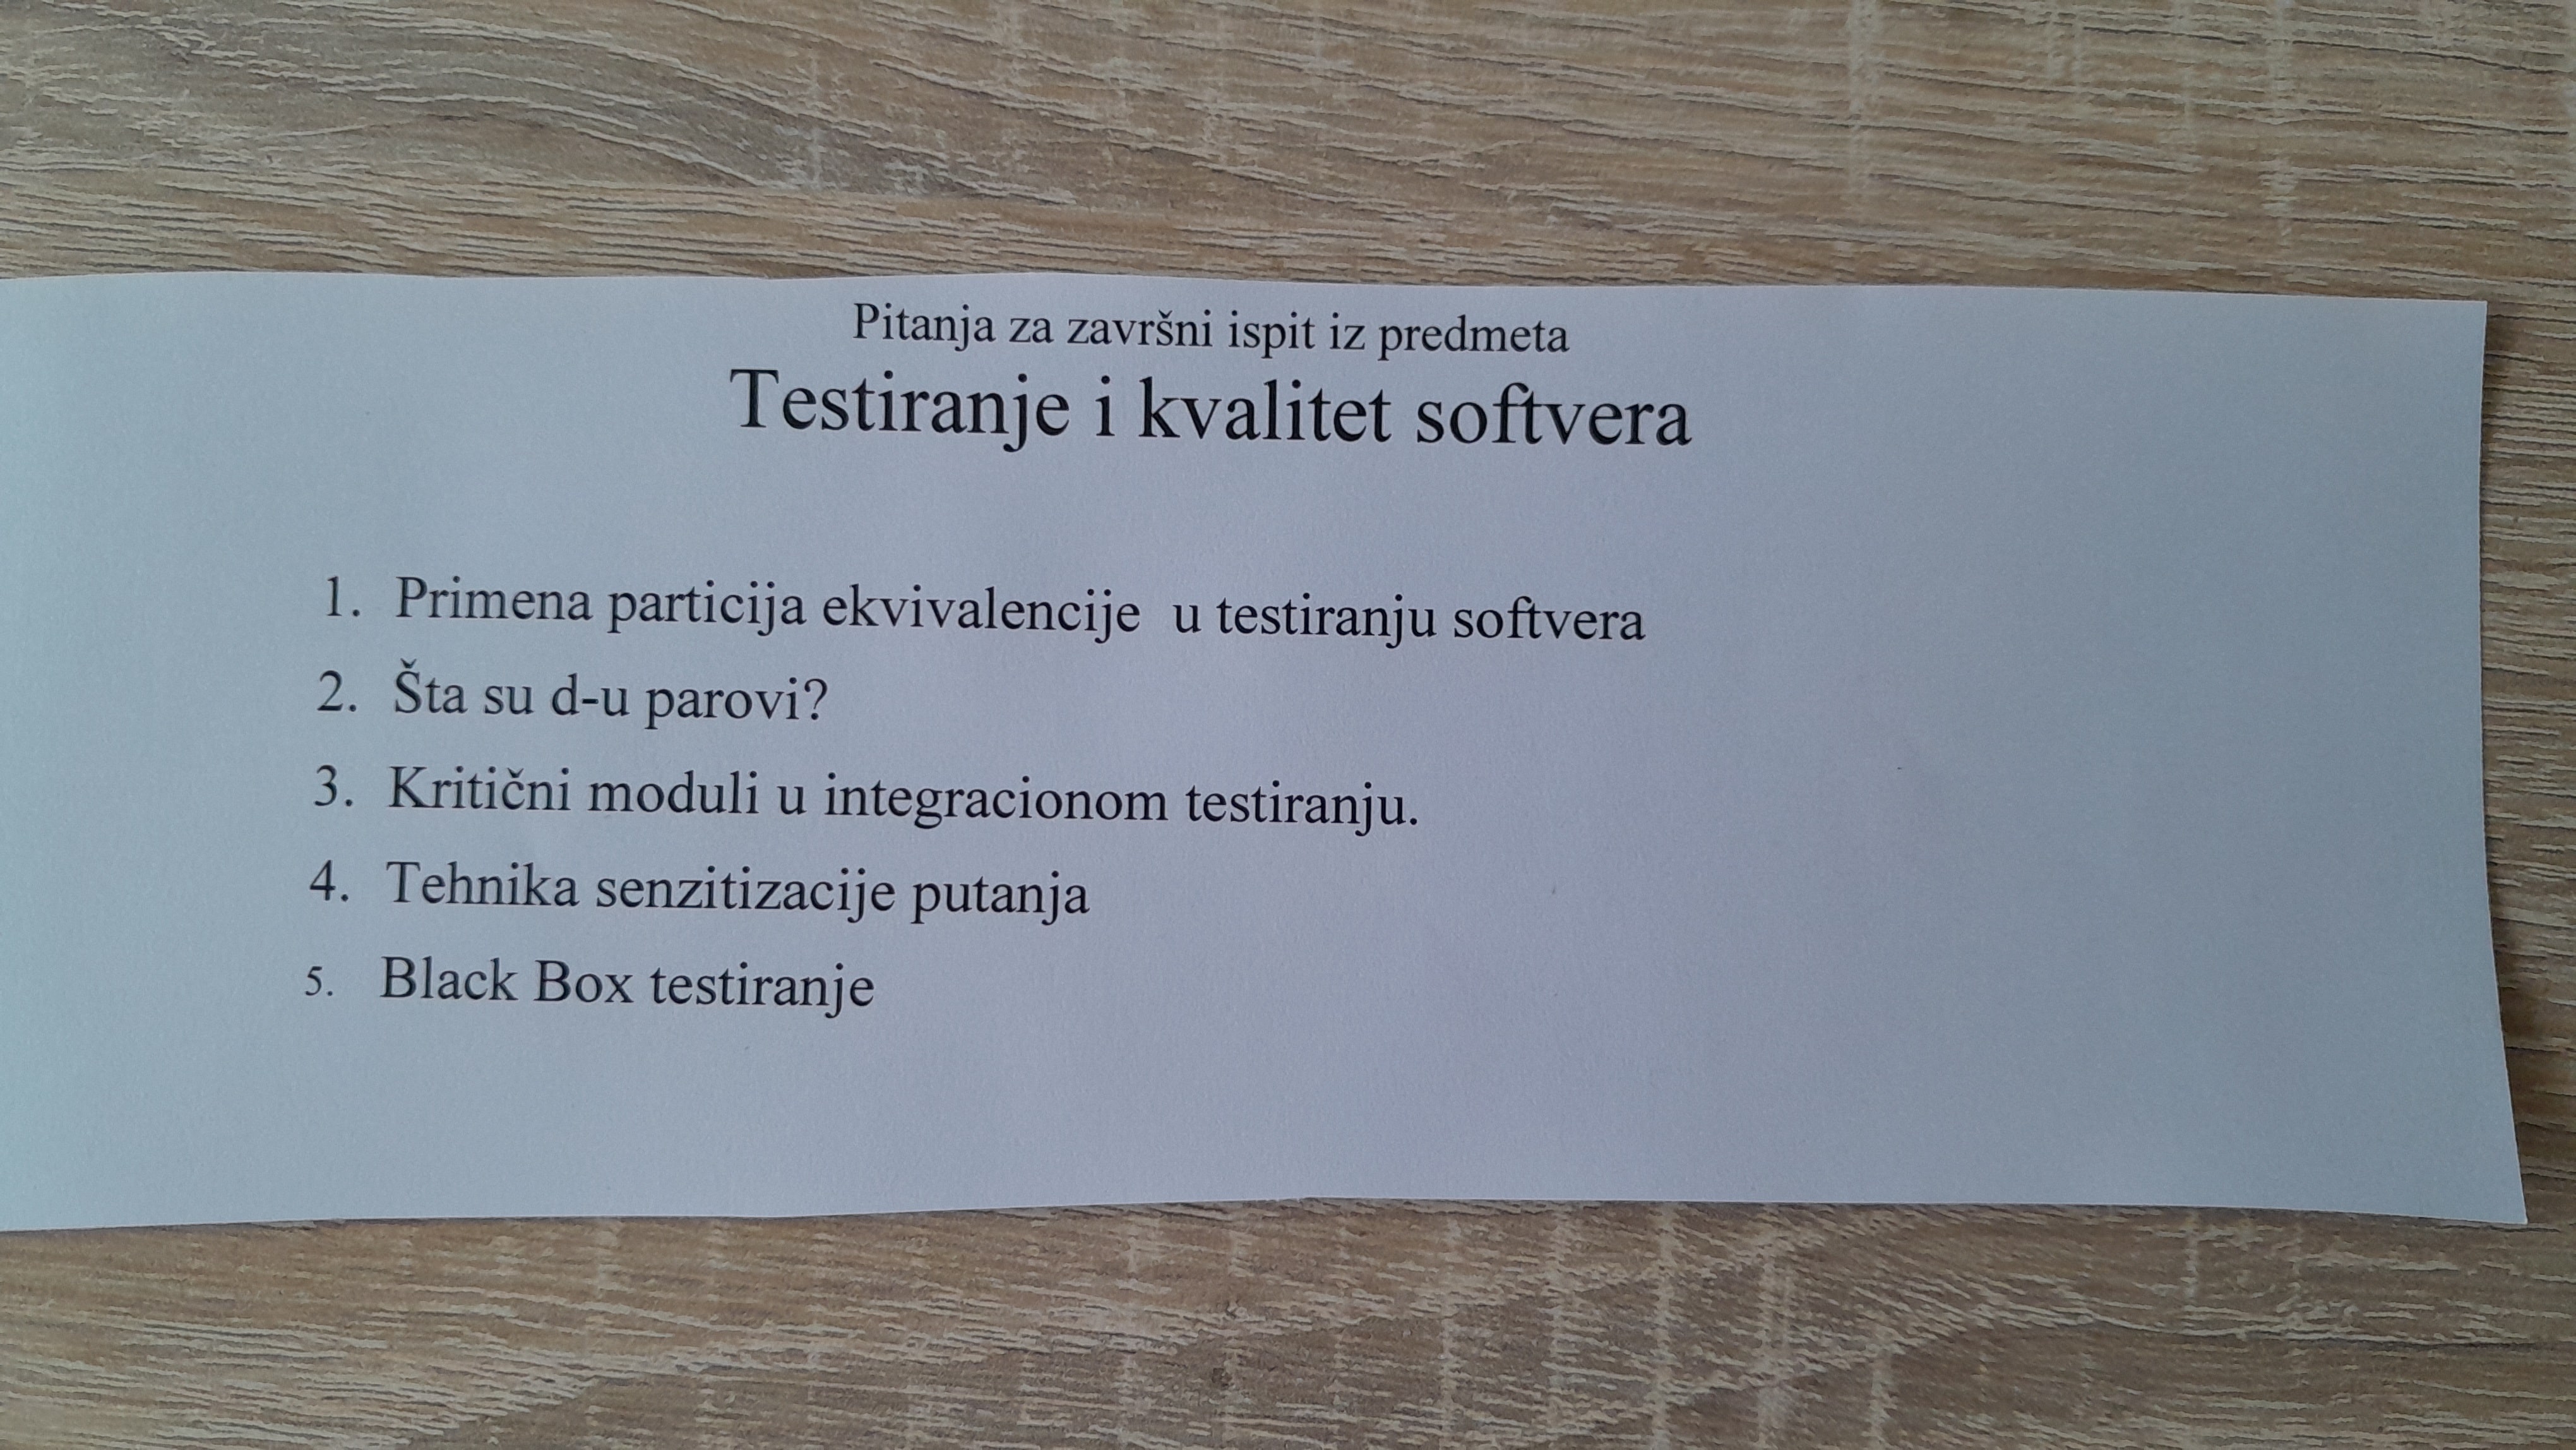 Pitanja za završni ispit iz predmeta
Testiranje i kvalitet softvera
1. Primena particija ekvivalencije u testiranju softvera
2. Šta su d-u parovi?
3. Kritični moduli u integracionom testiranju.
4. Tehnika senzitizacije putanja
5. Black Box testiranje